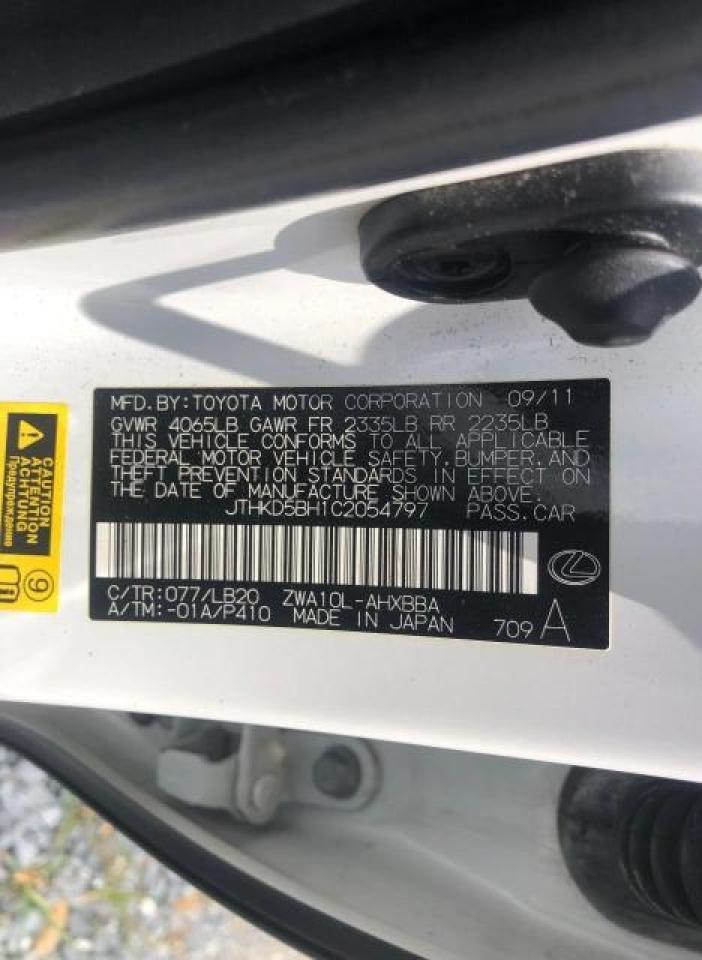 MFD.BY:TOYOTA MOTOR CORPORATION 09/11
GVWR 4065LB GAWR FR 2335LB RR 2235LB
THIS VEHICLE CONFORMS TO ALL APPLICABLE
FEDERAL MOTOR VEHICLE SAFETY,BUMPER,AND
THEFT PREVENTION STANDARDS IN EFFECT ON
THE DATE OF MANUFACTURE SHOWN ABOVE.
JTHKD5BH1C2054797 PASS.CAR
C/TR:077/LB20 ZWA10L-AHXBBA
A/TM:-01A/P410 MADE IN JAPAN 709 A
CAUTION
ATTENTION
Achtung
Предупреждение
9